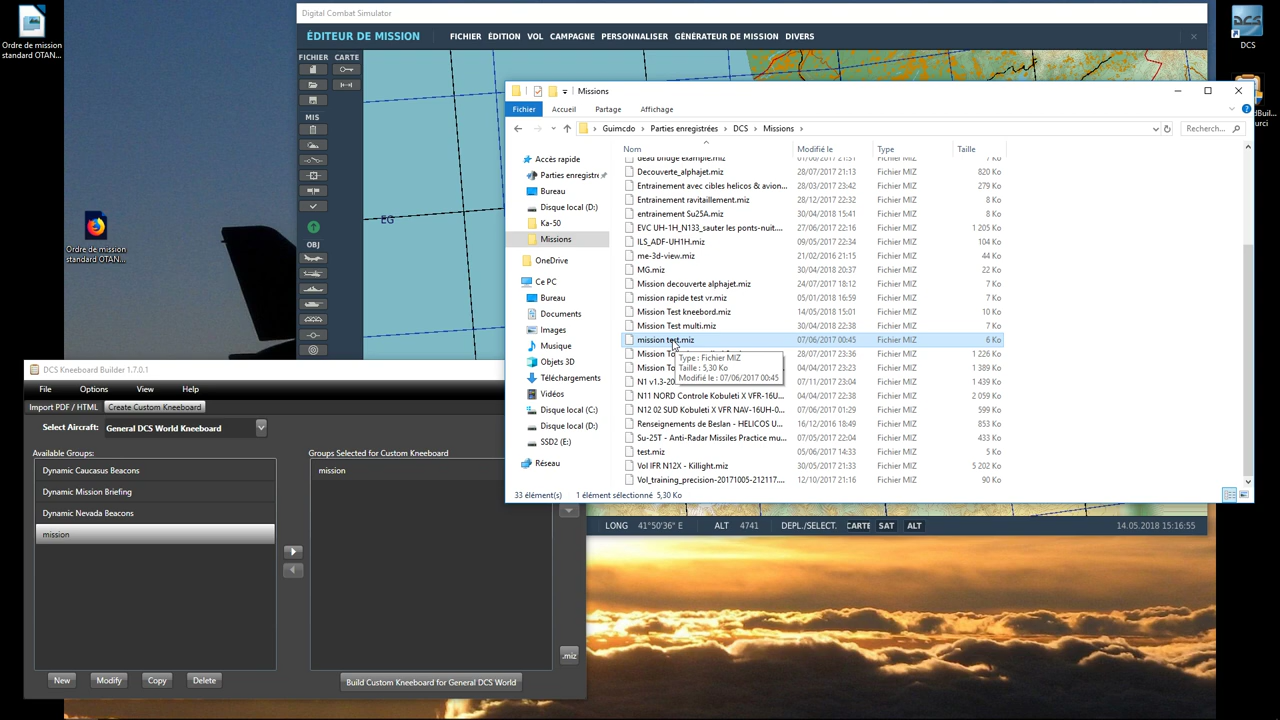 Ordre de mission
standard OTAN...
Ordre de mission
standard OTAN...
DCS
Digital Combat Simulator
ÉDITEUR DE MISSION
FICHIER ÉDITION VOL CAMPAGNE PERSONNALISER GÉNÉRATEUR DE MISSION DIVERS
FICHIER CARTE
MIS
OBJ
EG
Missions
Fichier Accueil Partage Affichage
Guimcdo Parties enregistrées DCS Missions
Recherc...
Nom Modifié le Type Taille
Accès rapide
Parties enregistre
Bureau
Disque local (D:)
Ka-50
Missions
OneDrive
Ce PC
Bureau
Documents
Images
Musique
Objets 3D
Téléchargements
Vidéos
Disque local (C:)
Disque local (D:)
SSD2 (E:)
Réseau
dead bridge example.miz 01/06/2017 21:31 Fichier MIZ 7 Ko
Decouverte_alphajet.miz 28/07/2017 21:13 Fichier MIZ 820 Ko
Entrainement avec cibles helicos & avion... 28/03/2017 23:42 Fichier MIZ 279 Ko
Entrainement ravitaillement.miz 28/12/2017 22:32 Fichier MIZ 8 Ko
entrainement Su25A.miz 30/04/2018 15:41 Fichier MIZ 8 Ko
EVC UH-1H_N133_sauter les ponts-nuit.... 27/06/2017 22:16 Fichier MIZ 1 205 Ko
ILS_ADF-UH1H.miz 09/05/2017 22:34 Fichier MIZ 104 Ko
me-3d-view.miz 21/02/2016 21:15 Fichier MIZ 44 Ko
MG.miz 30/04/2018 20:37 Fichier MIZ 22 Ko
Mission decouverte alphajet.miz 24/07/2017 18:12 Fichier MIZ 7 Ko
mission rapide test vr.miz 05/01/2018 16:59 Fichier MIZ 7 Ko
Mission Test kneebord.miz 14/05/2018 15:01 Fichier MIZ 10 Ko
Mission Test multi.miz 30/04/2018 22:38 Fichier MIZ 7 Ko
mission test.miz 07/06/2017 00:45 Fichier MIZ 6 Ko
Mission To 28/07/2017 23:36 Fichier MIZ 1 226 Ko
Mission To 04/04/2017 23:23 Fichier MIZ 1 389 Ko
N1 v1.3-20 07/11/2017 23:04 Fichier MIZ 1 439 Ko
N11 NORD Controle Kobuleti X VFR-16U... 04/04/2017 22:38 Fichier MIZ 2 059 Ko
N12 02 SUD Kobuleti X VFR NAV-16UH-0... 07/06/2017 01:29 Fichier MIZ 599 Ko
Renseignements de Beslan - HELICOS U... 16/12/2016 18:49 Fichier MIZ 853 Ko
Su-25T - Anti-Radar Missiles Practice mu... 07/05/2017 22:04 Fichier MIZ 433 Ko
test.miz 05/06/2017 14:33 Fichier MIZ 5 Ko
Vol IFR N12X - Killight.miz 30/05/2017 21:33 Fichier MIZ 5 202 Ko
Vol_training_precision-20171005-212117.... 12/10/2017 21:16 Fichier MIZ 90 Ko
Type : Fichier MIZ
Taille : 5,30 Ko
Modifié le : 07/06/2017 00:45
33 élément(s) 1 élément sélectionné 5,30 Ko
LONG 41°50'36" E ALT 4741 DEPL./SELECT. CARTE SAT ALT 14.05.2018 15:16:55
DCS Kneeboard Builder 1.7.0.1
File Options View Help
Import PDF / HTML Create Custom Kneeboard
Select Aircraft: General DCS World Kneeboard
Available Groups:
Dynamic Caucasus Beacons
Dynamic Mission Briefing
Dynamic Nevada Beacons
mission
Groups Selected for Custom Kneeboard
mission
.miz
New Modify Copy Delete
Build Custom Kneeboard for General DCS World